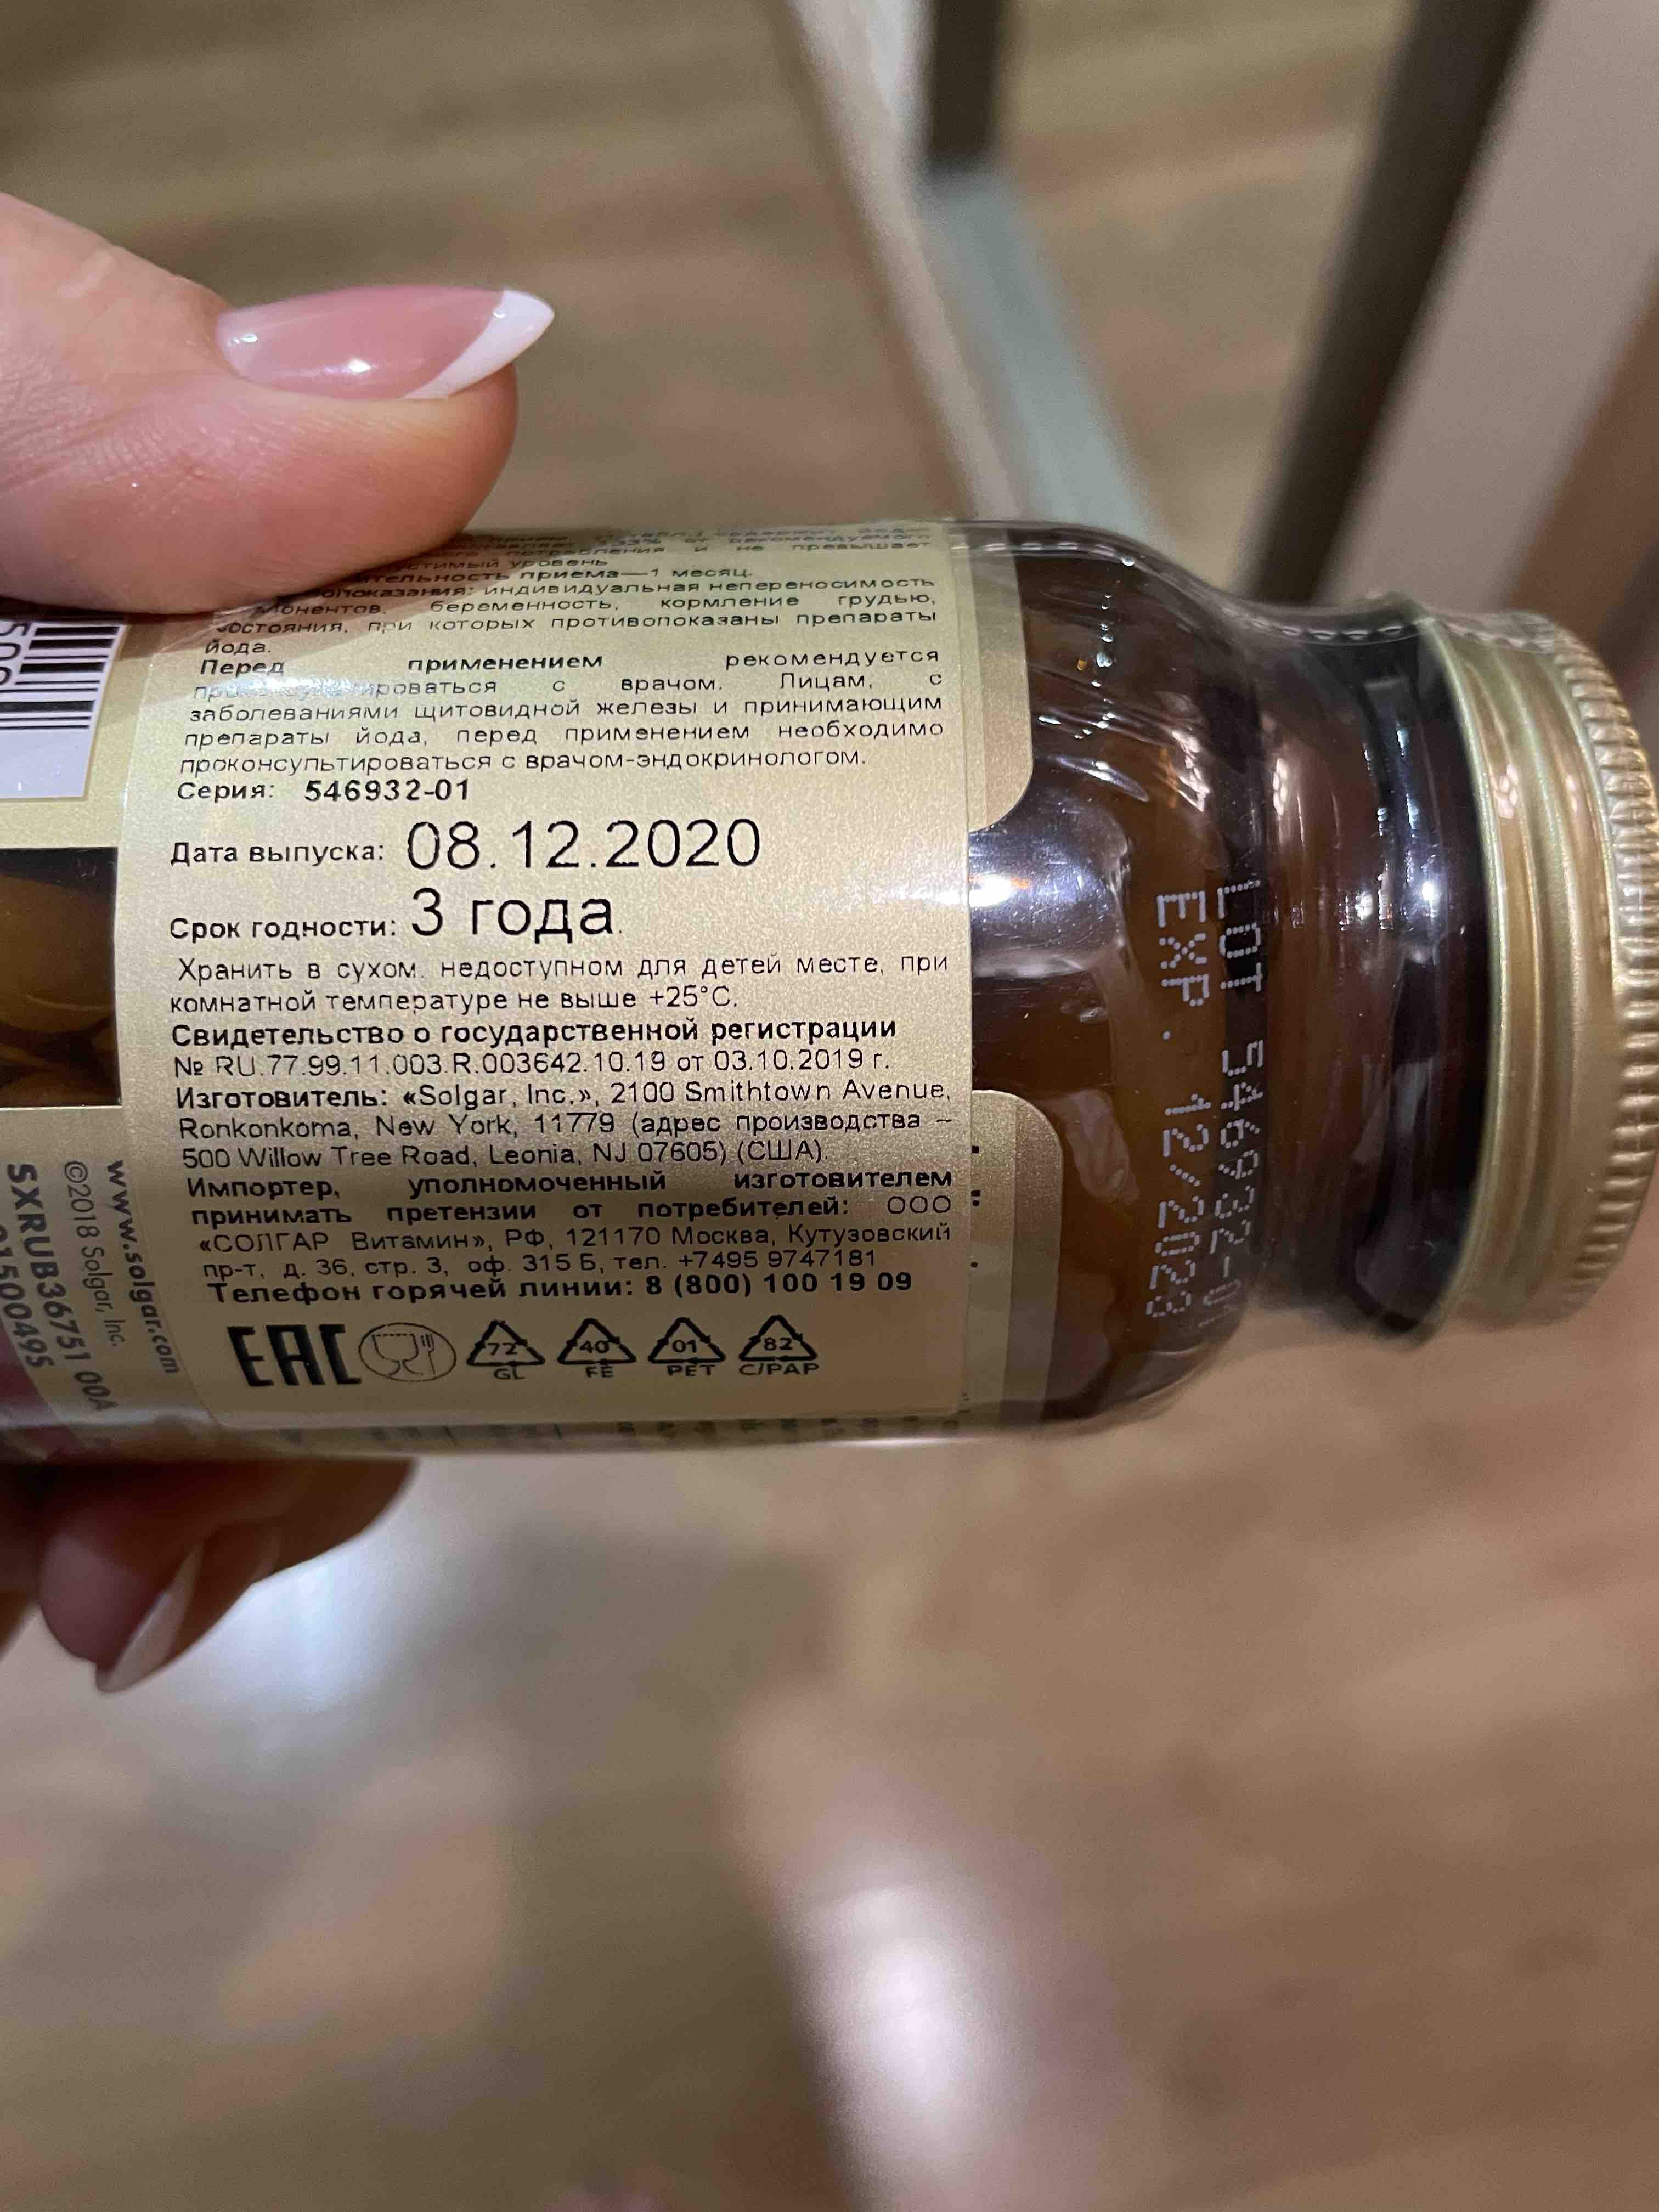 не превышает
приема—1 месяц.
индивидуальная непереносимость
беременность, кормление грудью,
состояния, при которых противопоказаны препараты
йода.
Перед применением рекомендуется
с врачом. Лицам, с
заболеваниями щитовидной железы и принимающим
препараты йода, перед применением необходимо
проконсультироваться с врачом-эндокринологом.
Серия: 546932-01
Дата выпуска: 08.12.2020
Срок годности: 3 года.
Хранить в сухом, недоступном для детей месте, при
комнатной температуре не выше +25°C.
Свидетельство о государственной регистрации
№ RU.77.99.11.003.R.003642.10.19 от 03.10.2019 г.
Изготовитель: «Solgar, Inc.», 2100 Smithtown Avenue,
Ronkonkoma, New York, 11779 (адрес производства –
500 Willow Tree Road, Leonia, NJ 07605) (США).
Импортер, уполномоченный изготовителем
принимать претензии от потребителей: ООО
«СОЛГАР Витамин», РФ, 121170 Москва, Кутузовский
пр-т, д. 36, стр. 3, оф. 315 Б, тел. +7495 9747181
Телефон горячей линии: 8 (800) 100 19 09
EAC
72 40 01 82
GL FE PET C/PAP
www.solgar.com
©2018 Solgar, Inc.
SXRUB36751 00A
LOT
EXP. 12/2023